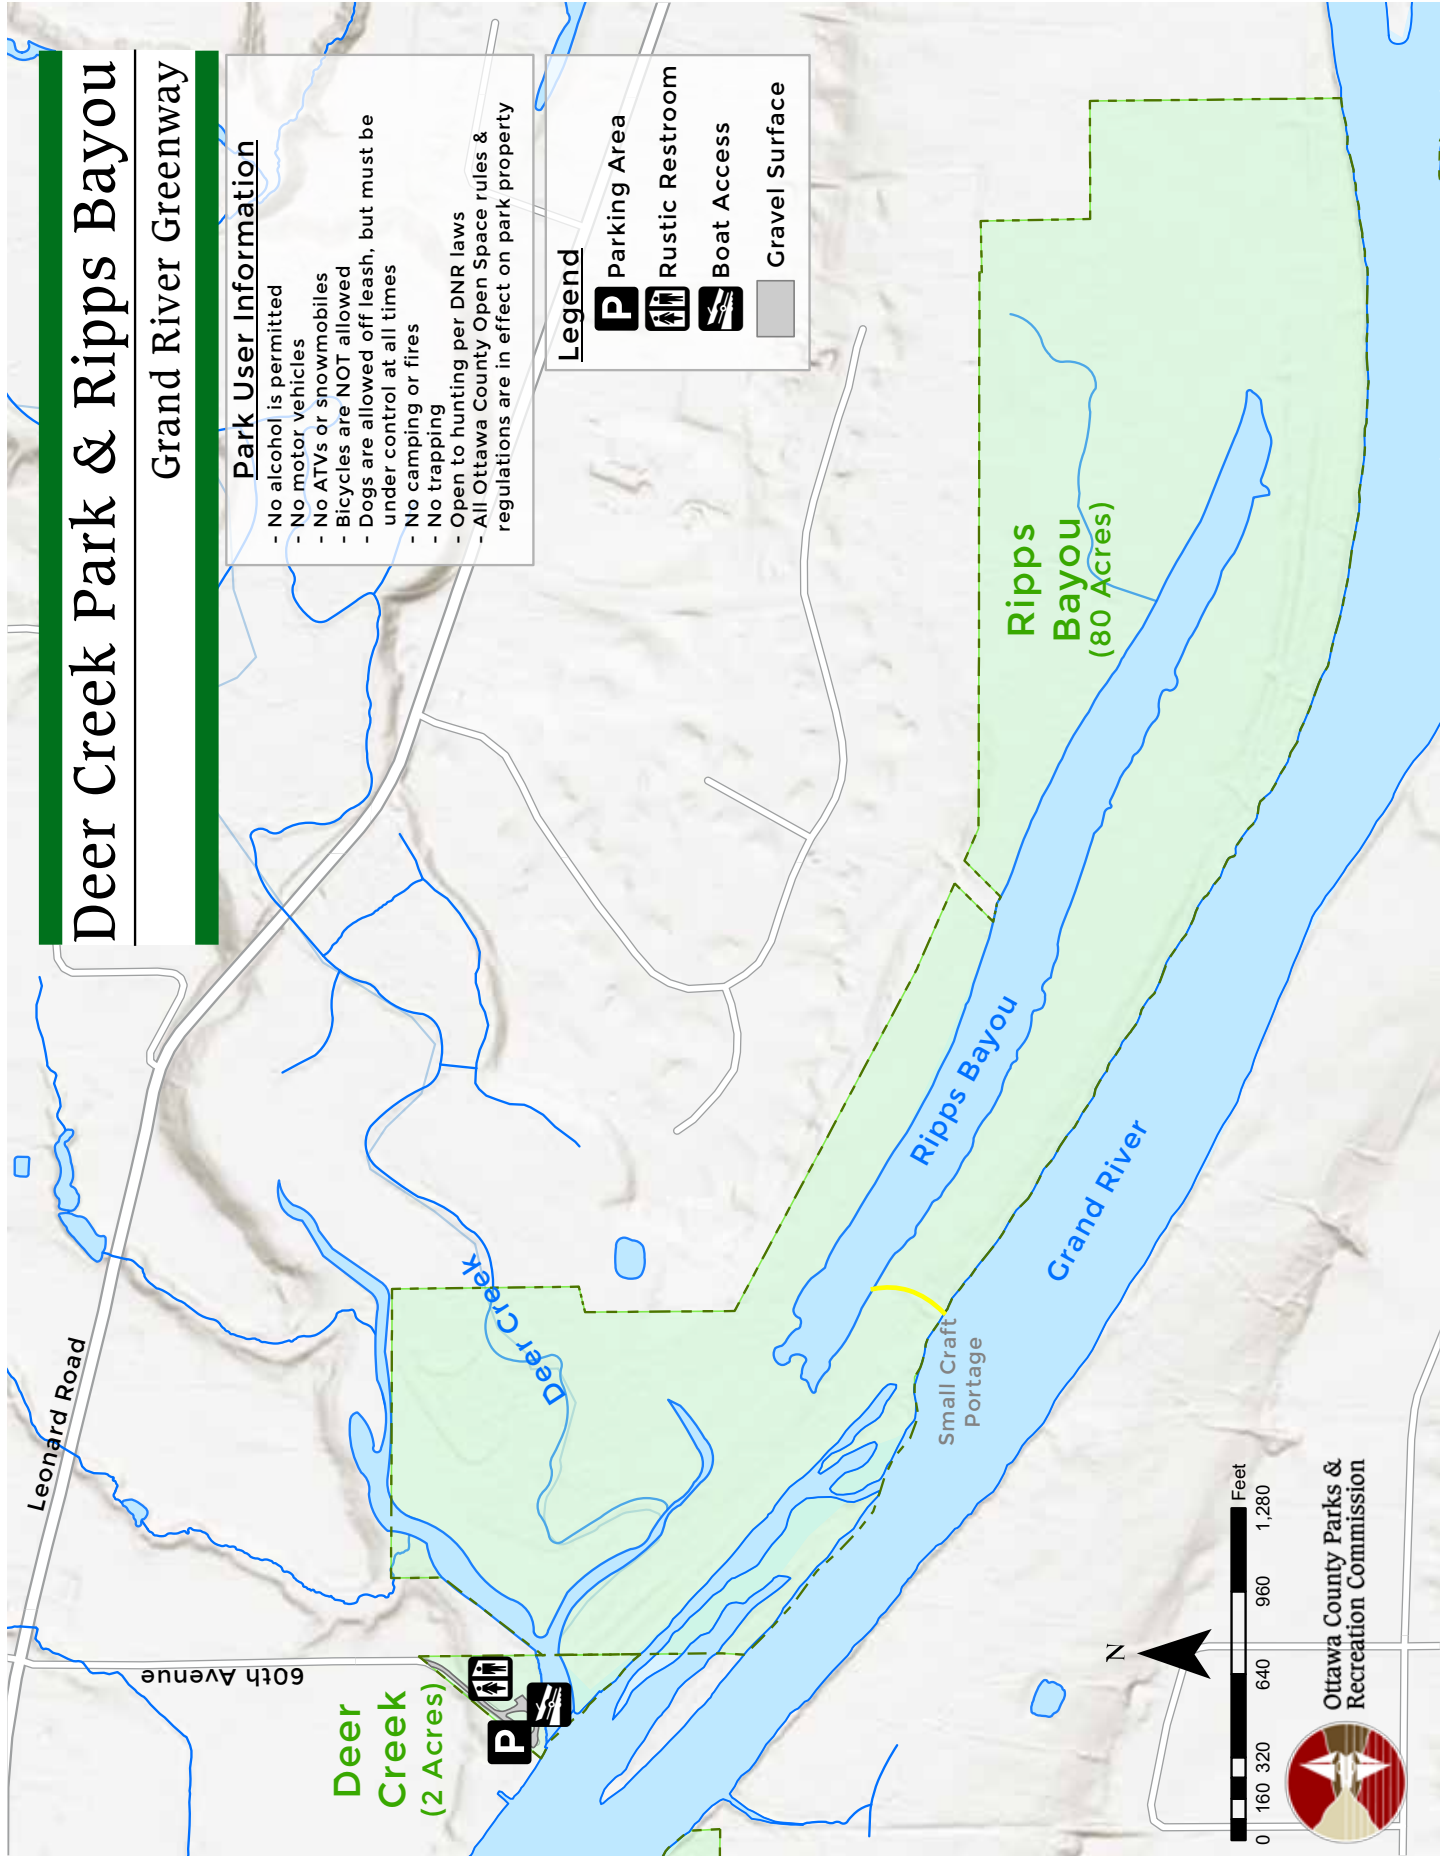 Deer Creek Park & Ripps Bayou
Grand River Greenway
Park User Information
- No alcohol is permitted
- No motor vehicles
- No ATVs or snowmobiles
- Bicycles are NOT allowed
- Dogs are allowed off leash, but must be
under control at all times
- No camping or fires
- No trapping
- Open to hunting per DNR laws
- All Ottawa County Open Space rules &
regulations are in effect on park property
Legend
P Parking Area
Rustic Restroom
Boat Access
Gravel Surface
Leonard Road
60th Avenue
Deer
Creek
(2 Acres)
P
Deer Creek
Ripps
Bayou
(80 Acres)
Ripps Bayou
Grand River
Small Craft
Portage
N
Feet
0 160 320 640 960 1,280
Ottawa County Parks &
Recreation Commission